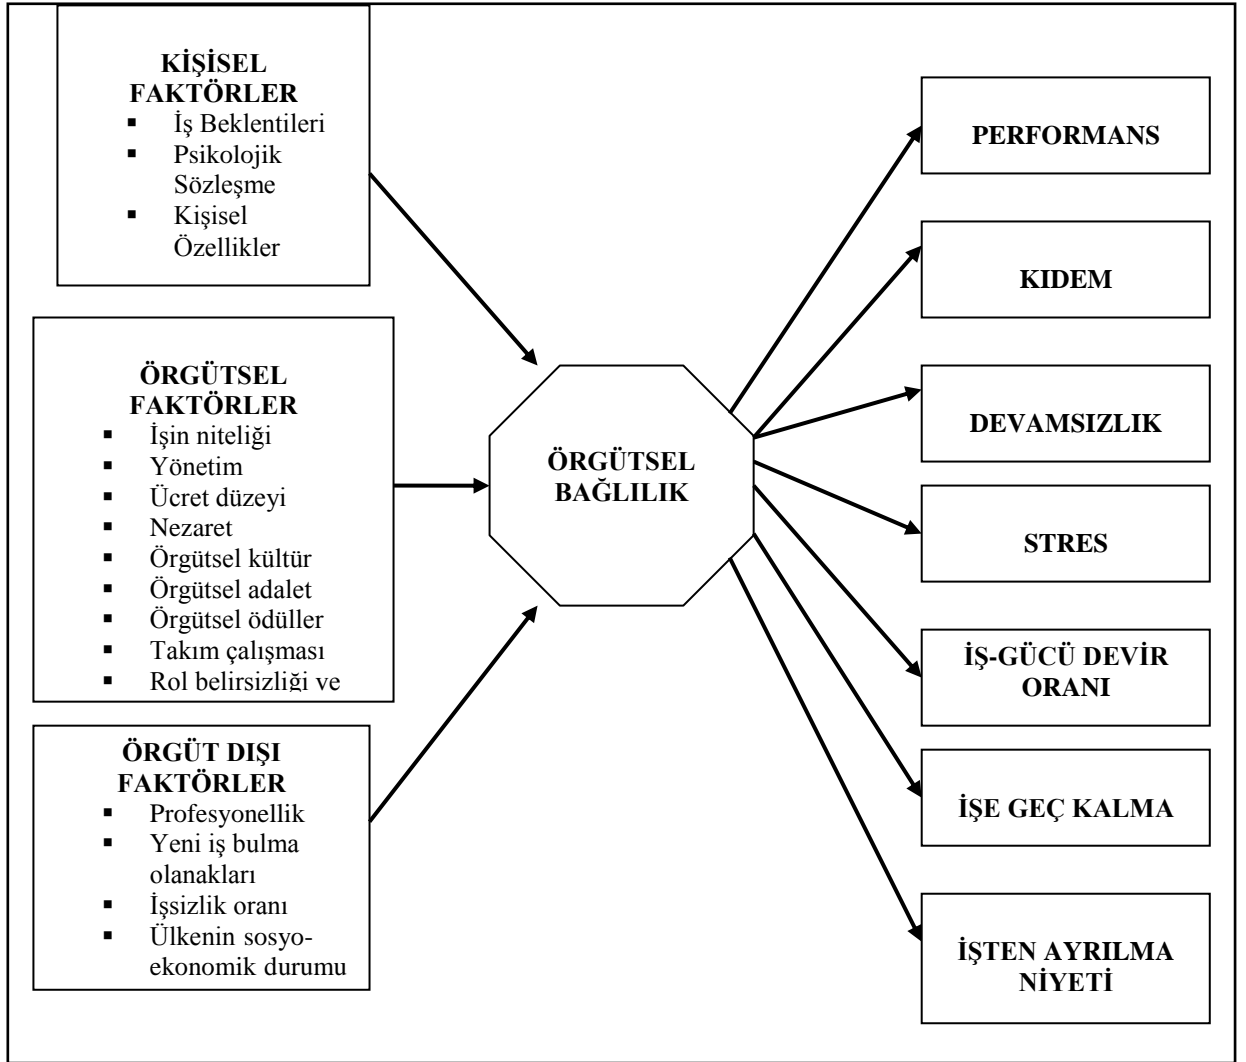 KİŞİSEL
FAKTÖRLER
▪ İş Beklentileri
▪ Psikolojik
Sözleşme
▪ Kişisel
Özellikler
ÖRGÜTSEL
FAKTÖRLER
▪ İşin niteliği
▪ Yönetim
▪ Ücret düzeyi
▪ Nezaret
▪ Örgütsel kültür
▪ Örgütsel adalet
▪ Örgütsel ödüller
▪ Takım çalışması
▪ Rol belirsizliği ve
ÖRGÜT DIŞI
FAKTÖRLER
▪ Profesyonellik
▪ Yeni iş bulma
olanakları
▪ İşsizlik oranı
▪ Ülkenin sosyo-
ekonomik durumu
ÖRGÜTSEL
BAĞLILIK
PERFORMANS
KIDEM
DEVAMSIZLIK
STRES
İŞ-GÜCÜ DEVİR
ORANI
İŞE GEÇ KALMA
İŞTEN AYRILMA
NİYETİ